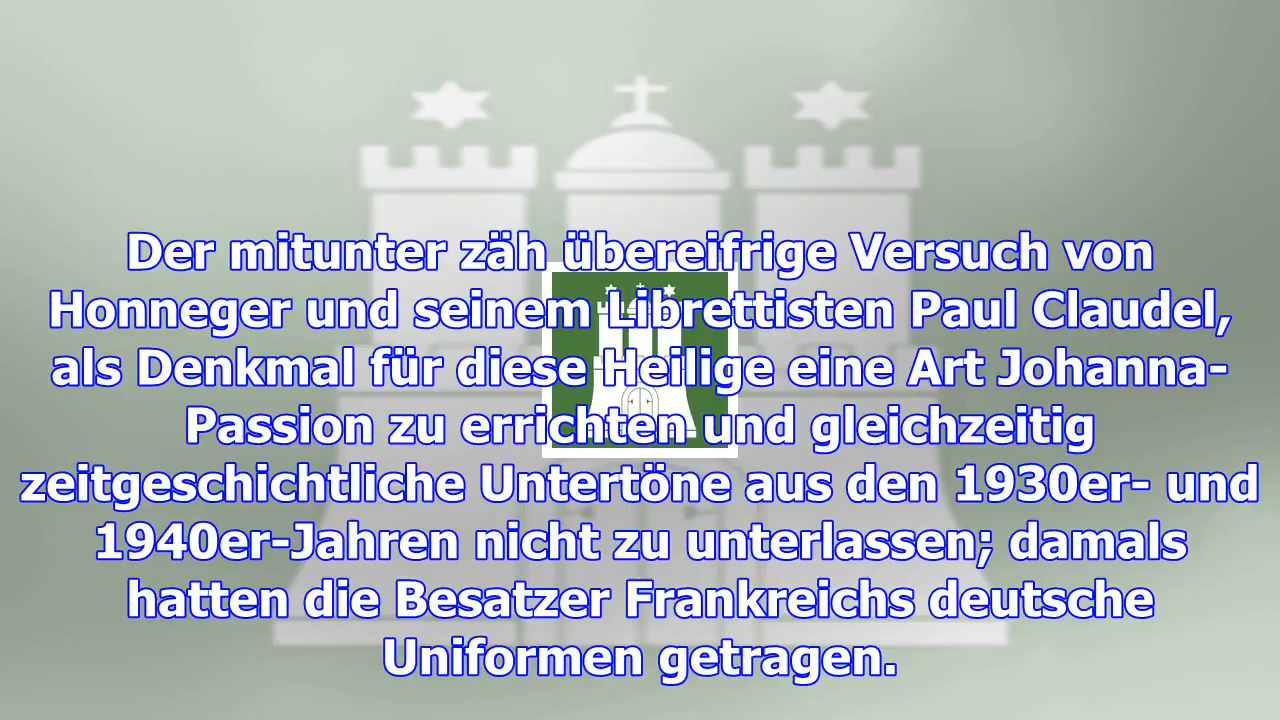 Der mitunter zäh übereifrige Versuch von
Honneger und seinem Librettisten Paul Claudel,
als Denkmal für diese Heilige eine Art Johanna-
Passion zu errichten und gleichzeitig
zeitgeschichtliche Untertöne aus den 1930er- und
1940er-Jahren nicht zu unterlassen; damals
hatten die Besatzer Frankreichs deutsche
Uniformen getragen.